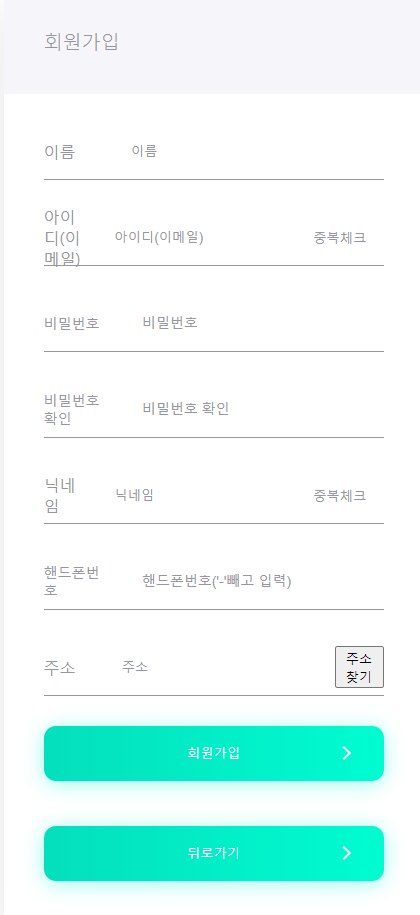 회원가입
이름 이름
아이
디(이 아이디(이메일) 중복체크
메일)
비밀번호 비밀번호
비밀번호
확인 비밀번호 확인
닉네
임 닉네임 중복체크
핸드폰번
호 핸드폰번호('-'빼고 입력)
주소 주소 주소
찾기
회원가입
뒤로가기